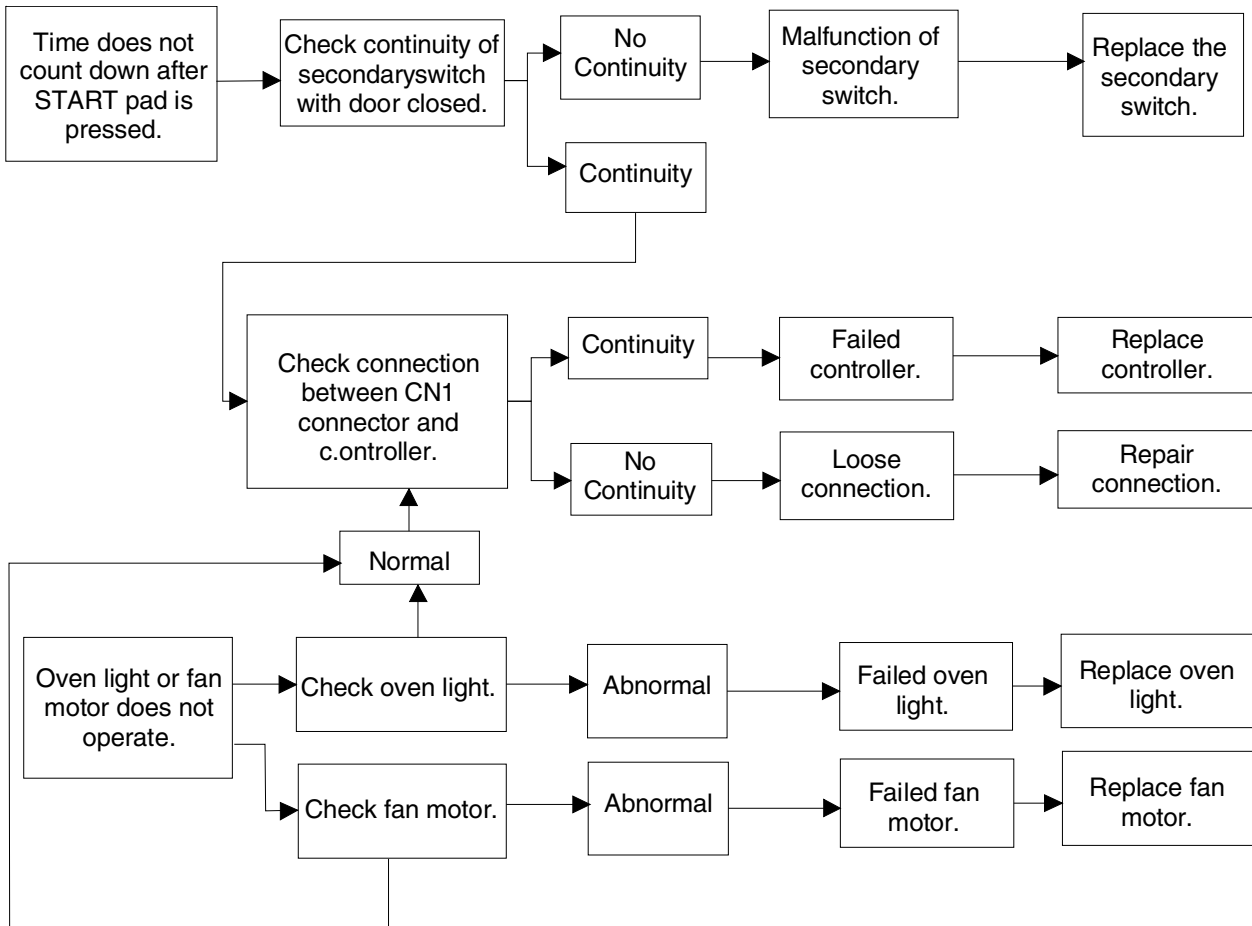 Time does not
count down after
START pad is
pressed.
Check continuity of
secondaryswitch
with door closed.
No
Continuity
Malfunction of
secondary
switch.
Replace the
secondary
switch.
Continuity
Check connection
between CN1
connector and
c.ontroller.
Continuity
Failed
controller.
Replace
controller.
No
Continuity
Loose
connection.
Repair
connection.
Normal
Oven light or fan
motor does not
operate.
Check oven light.
Abnormal
Failed oven
light.
Replace oven
light.
Check fan motor.
Abnormal
Failed fan
motor.
Replace fan
motor.